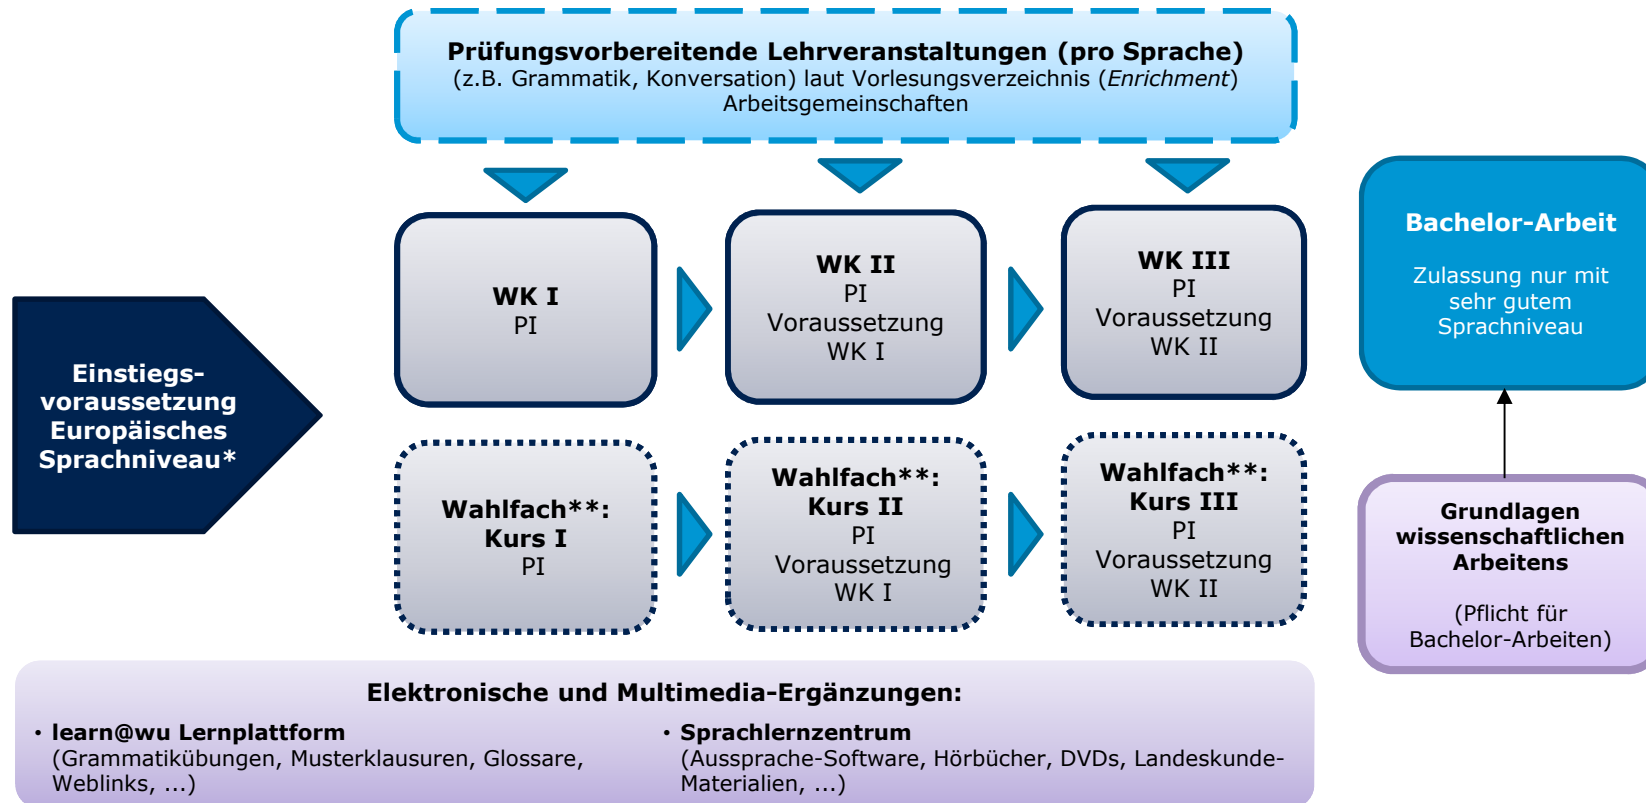 Prüfungsvorbereitende Lehrveranstaltungen (pro Sprache)
(z.B. Grammatik, Konversation) laut Vorlesungsverzeichnis (Enrichment)
Arbeitsgemeinschaften
Einstiegs-
voraussetzung
Europäisches
Sprachniveau*
WK I
PI
WK II
PI
Voraussetzung
WK I
WK III
PI
Voraussetzung
WK II
Bachelor-Arbeit
Zulassung nur mit
sehr gutem
Sprachniveau
Wahlfach**:
Kurs I
PI
Wahlfach**:
Kurs II
PI
Voraussetzung
WK I
Wahlfach**:
Kurs III
PI
Voraussetzung
WK II
Grundlagen
wissenschaftlichen
Arbeitens
(Pflicht für
Bachelor-Arbeiten)
Elektronische und Multimedia-Ergänzungen:
• learn@wu Lernplattform
(Grammatikübungen, Musterklausuren, Glossare,
Weblinks, ...)
• Sprachlernzentrum
(Aussprache-Software, Hörbücher, DVDs, Landeskunde-
Materialien, ...)